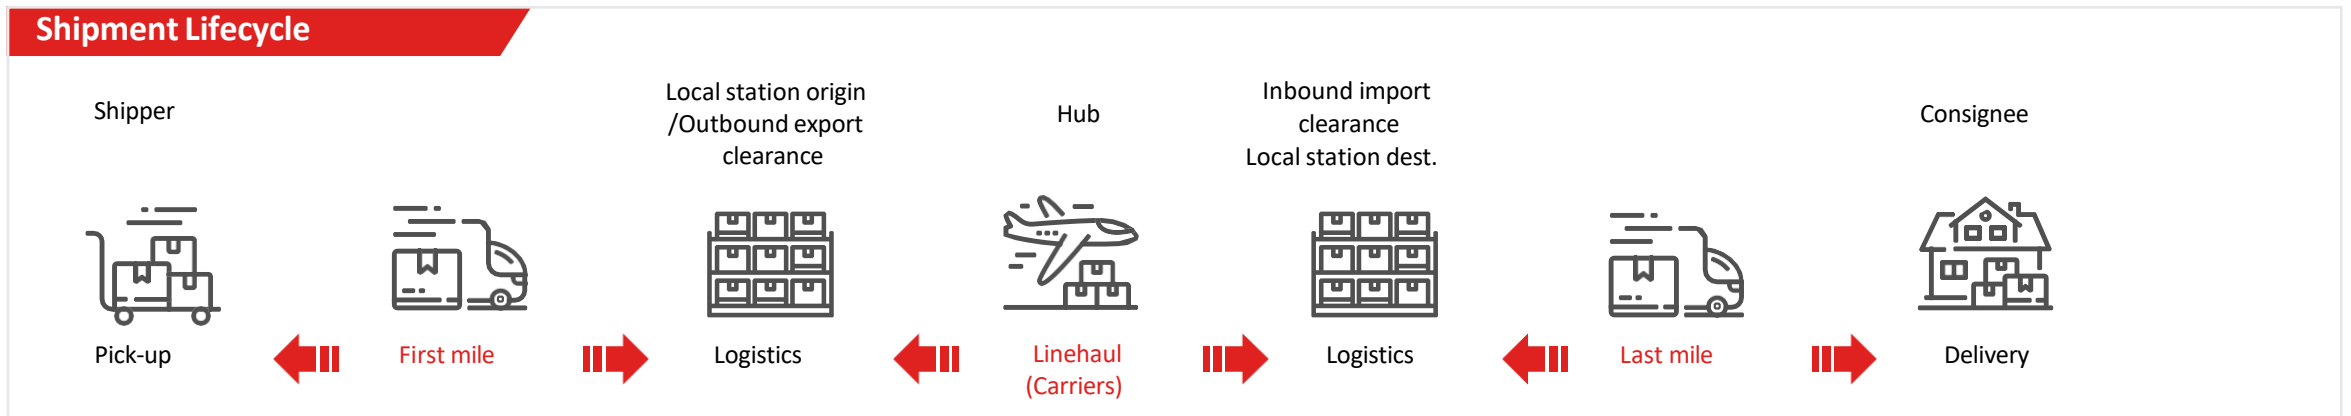 Shipment Lifecycle
Shipper
Local station origin
/Outbound export
clearance
Hub
Inbound import
clearance
Local station dest.
Consignee
Pick-up
First mile
Logistics
Linehaul
(Carriers)
Logistics
Last mile
Delivery